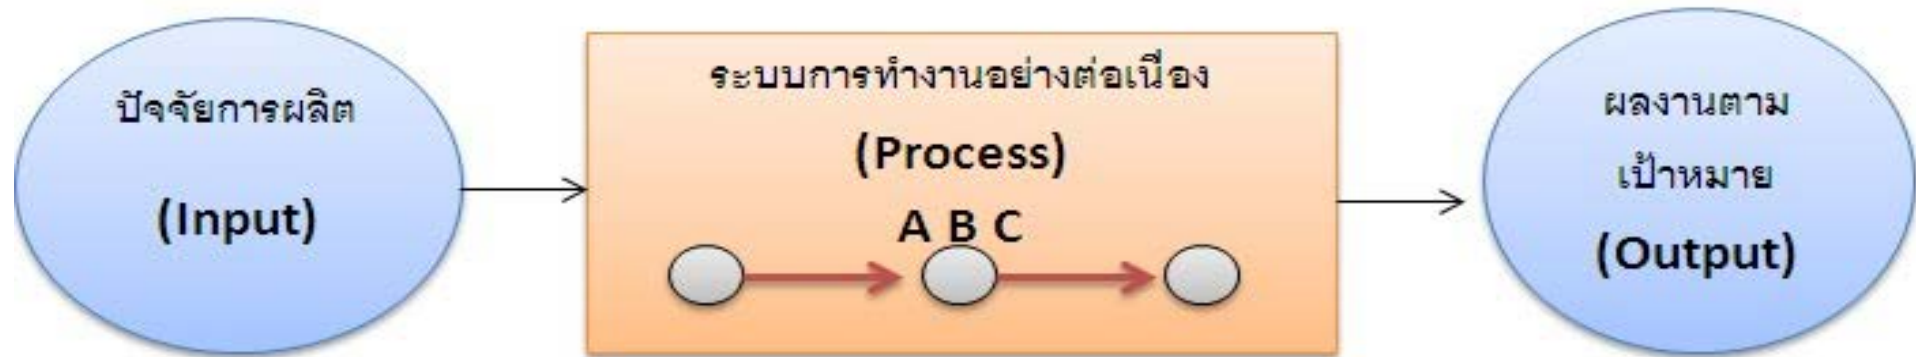 ปัจจัยการผลิต
(Input)
ระบบการทำงานอย่างต่อเนื่อง
(Process)
A B C
ผลงานตาม
เป้าหมาย
(Output)